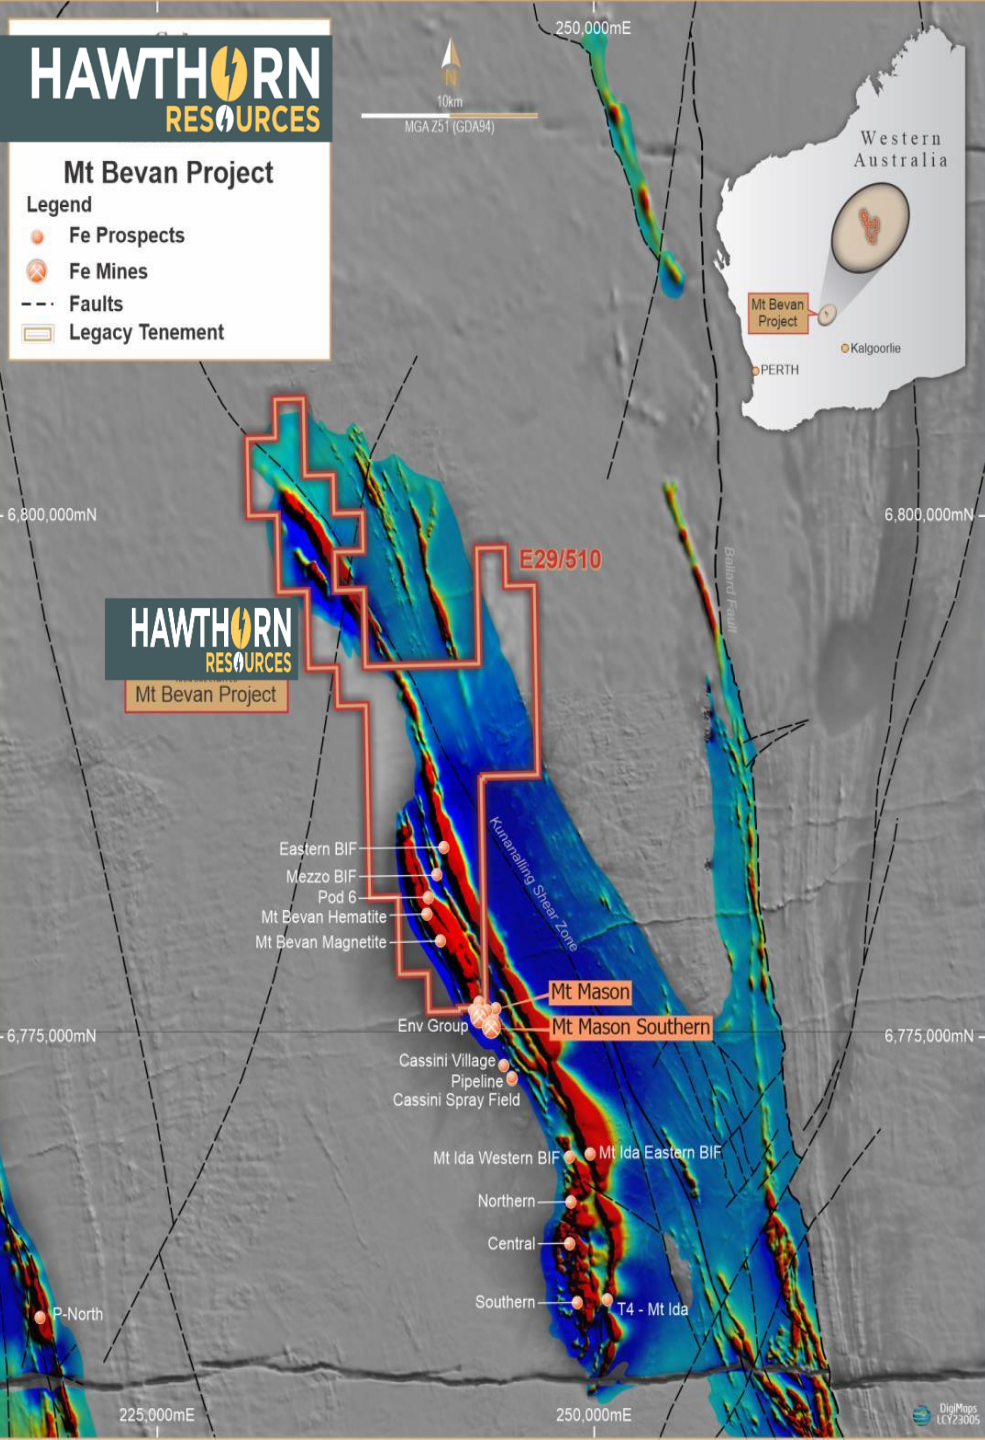 250,000mE
HAWTHORN
RESOURCES
Mt Bevan Project
Legend
Fe Prospects
Fe Mines
Faults
Legacy Tenement
N
10km
MGA Z51 (GDA94)
Western
Australia
Mt Bevan
Project
Kalgoorlie
PERTH
6,800,000mN
6,800,000mN
E29/510
Ballard Fault
HAWTHORN
RESOURCES
Mt Bevan Project
Kunanalling Shear Zone
Eastern BIF
Mezzo BIF
Pod 6
Mt Bevan Hematite
Mt Bevan Magnetite
Mt Mason
Env Group
Mt Mason Southern
6,775,000mN
6,775,000mN
Cassini Village
Pipeline
Cassini Spray Field
Mt Ida Western BIF
Mt Ida Eastern BIF
Northern
Central
Southern
T4 - Mt Ida
P-North
225,000mE
250,000mE
DigiMaps
LCY23005